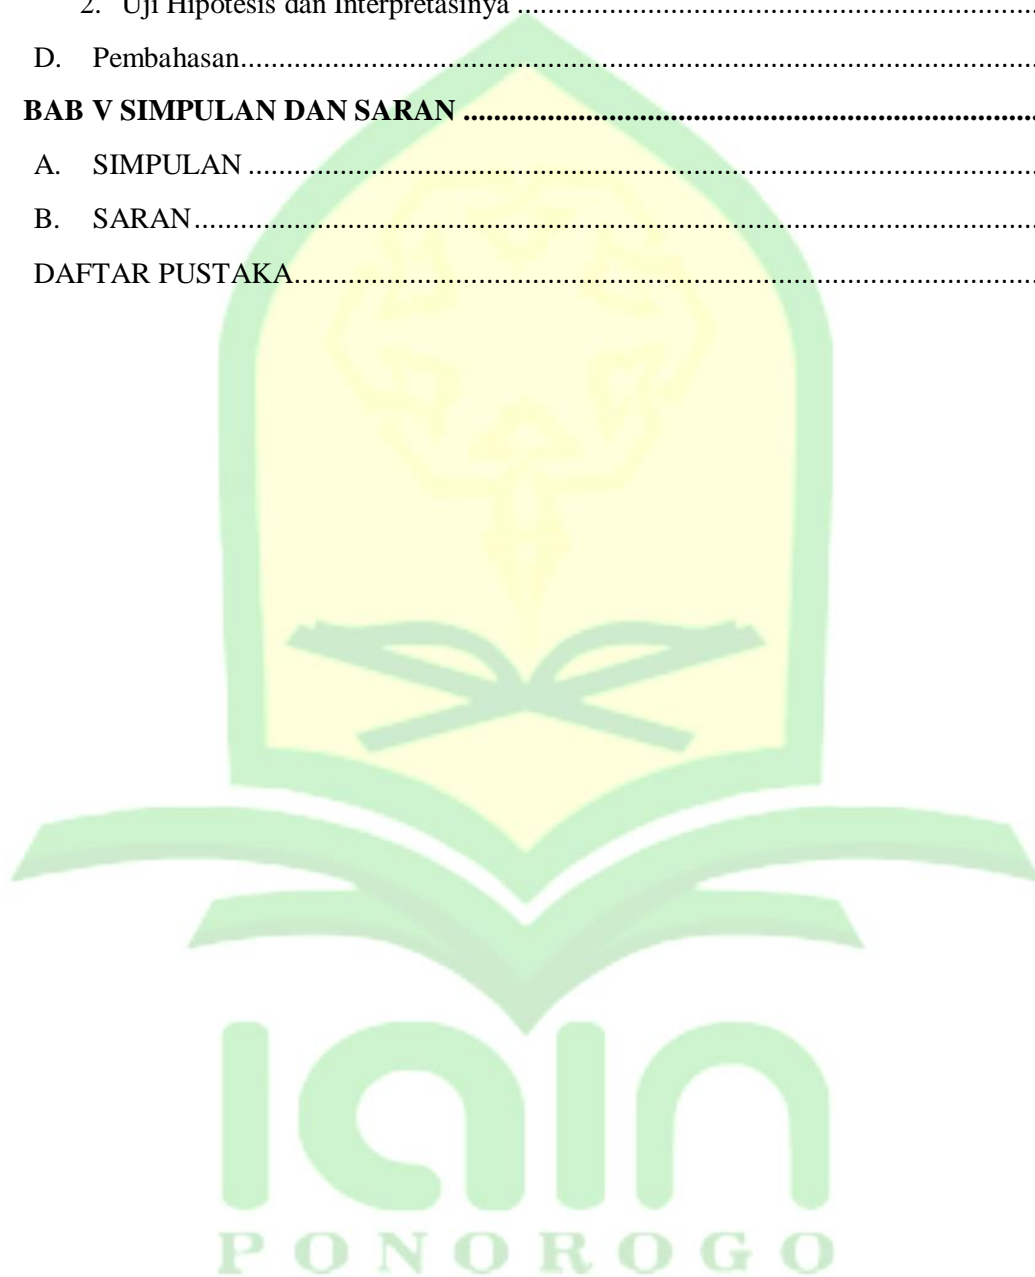 2. Uji Hipotesis dan Interpretasinya ........................................................................
D. Pembahasan........................................................................................................
BAB V SIMPULAN DAN SARAN ...........................................................................
A. SIMPULAN .......................................................................................................
B. SARAN..............................................................................................................
DAFTAR PUSTAKA..................................................................................................
iain
PONOROGO